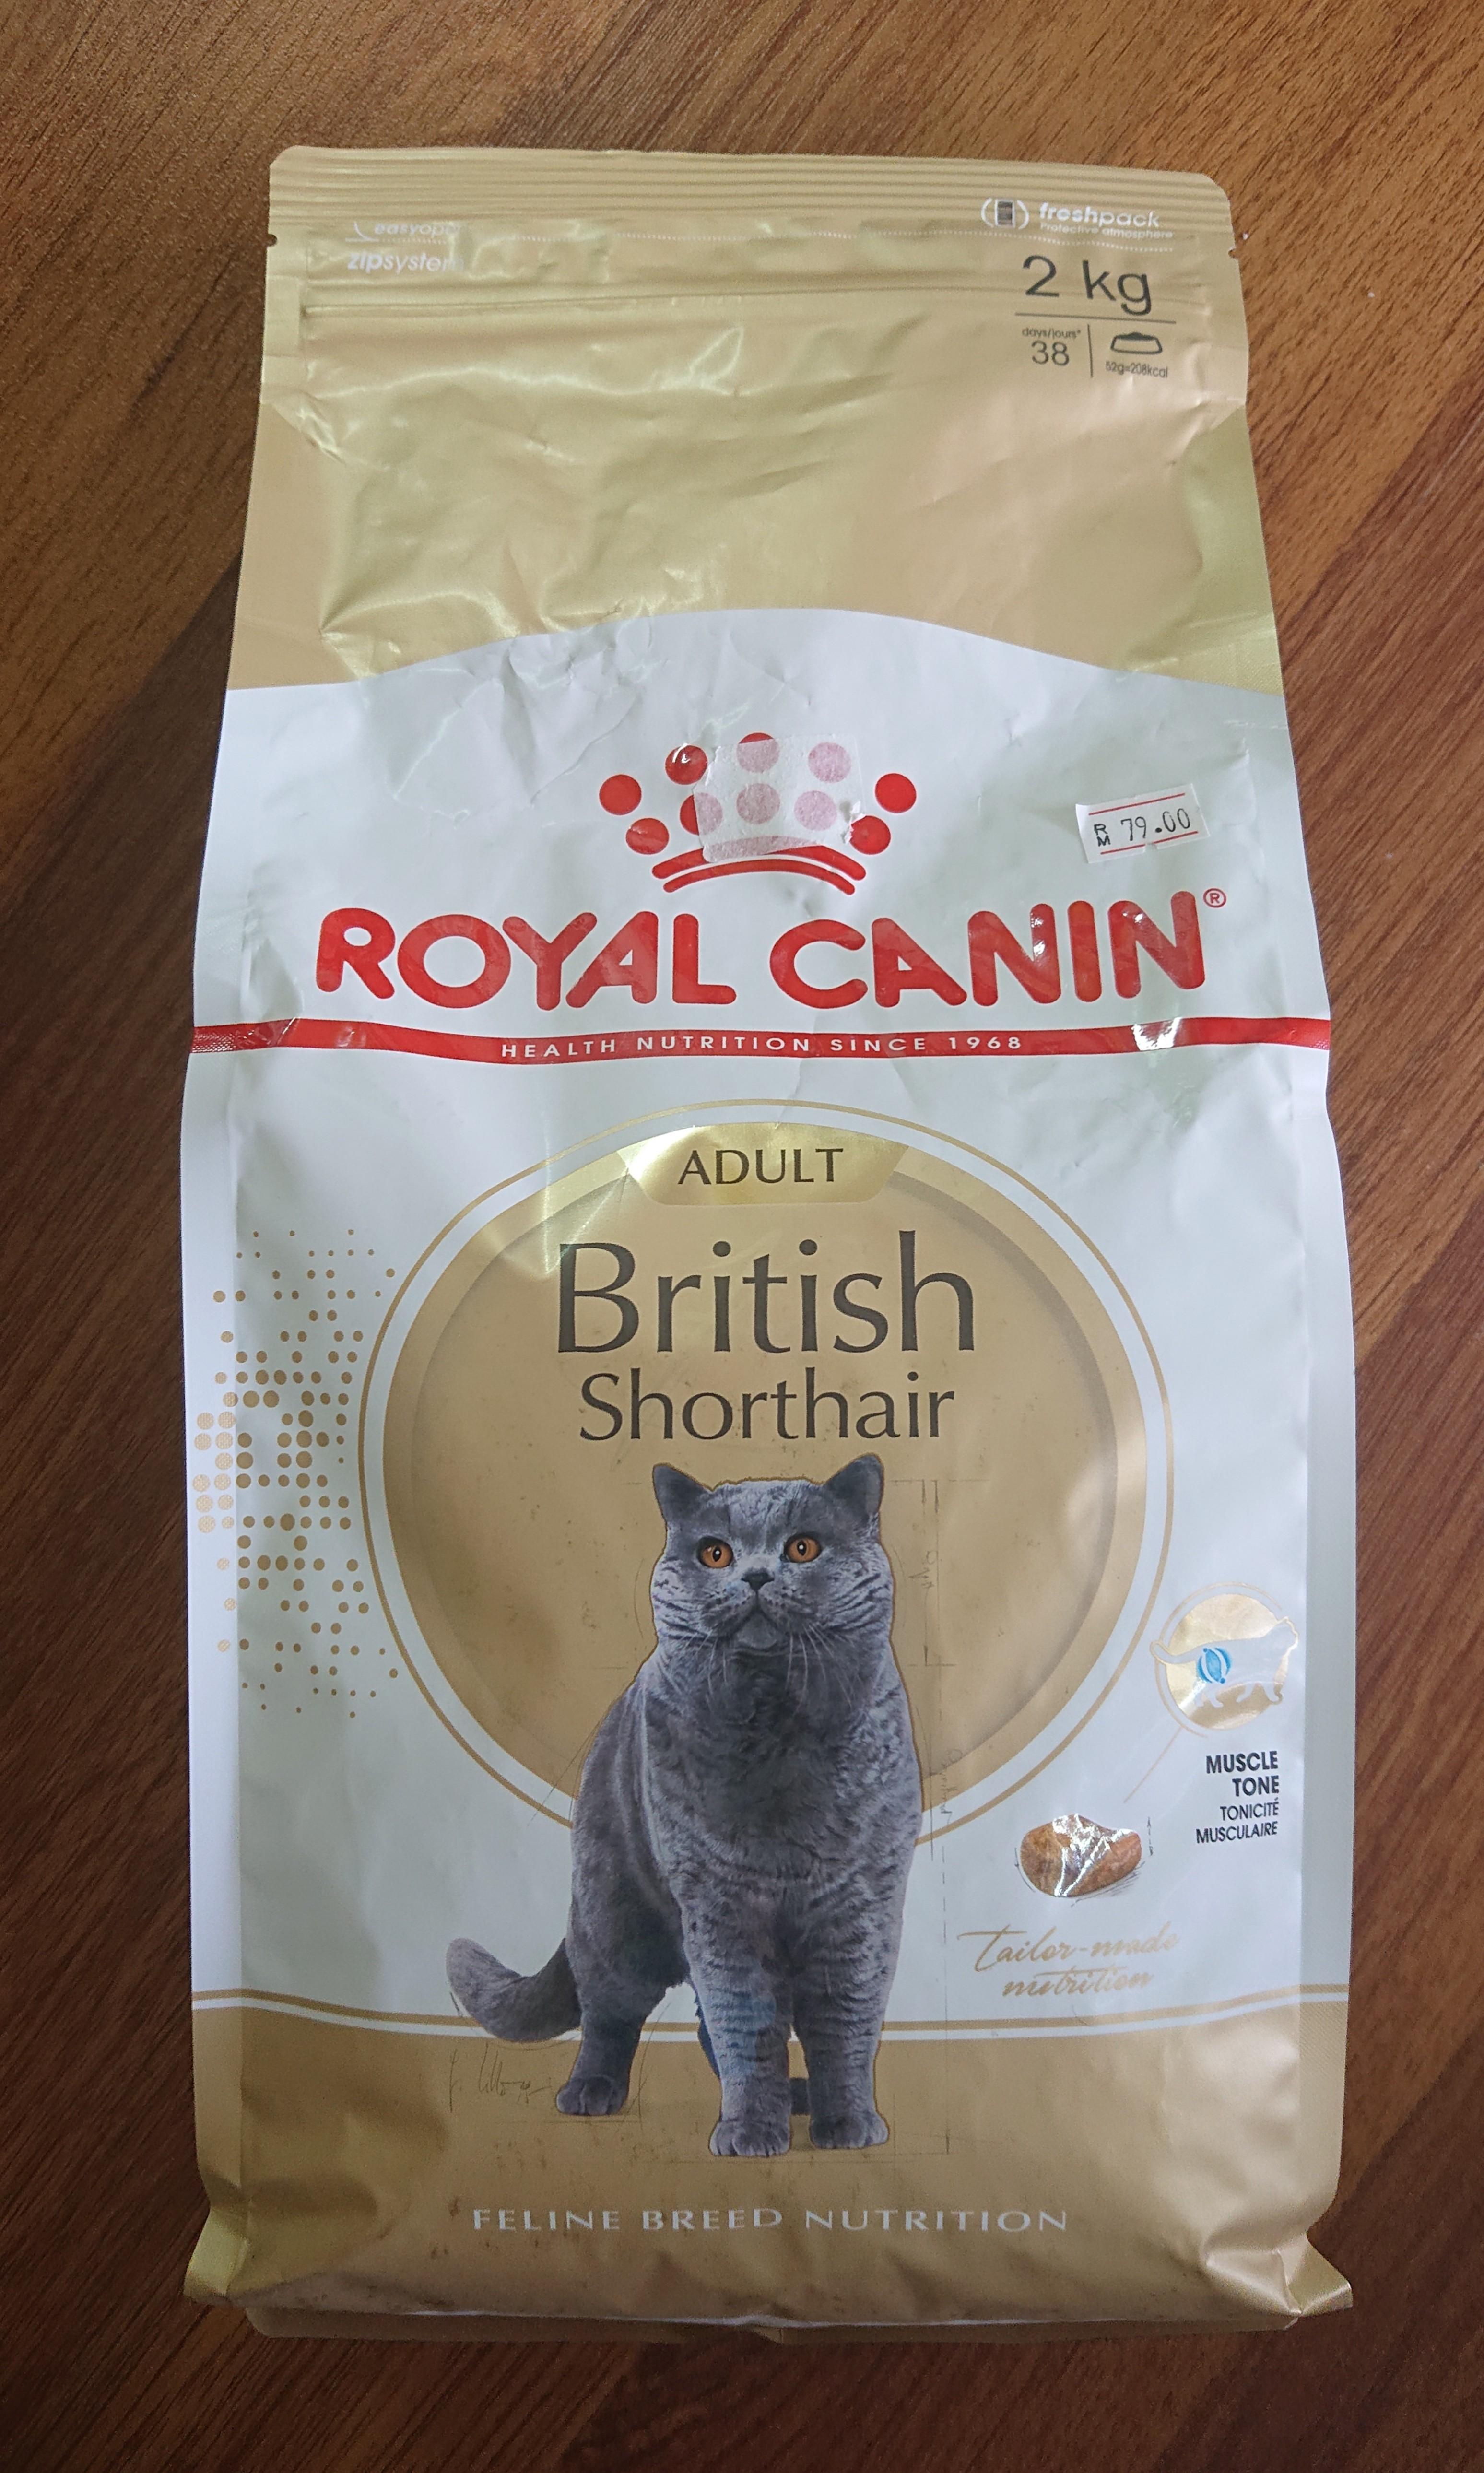 easyop
zipsystem
freshpack
Protective atmosphere
2 kg
days/jours*
38
52g=208kcal
RM 79.00
ROYAL CANIN®
HEALTH NUTRITION SINCE 1968
ADULT
British
Shorthair
MUSCLE
TONE
TONICITÉ
MUSCULAIRE
Tailor-made
nutrition
FELINE BREED NUTRITION